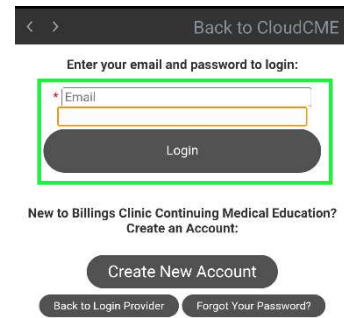 < > Back to CloudCME
Enter your email and password to login:
* Email
Login
New to Billings Clinic Continuing Medical Education?
Create an Account:
Create New Account
Back to Login Provider Forgot Your Password?